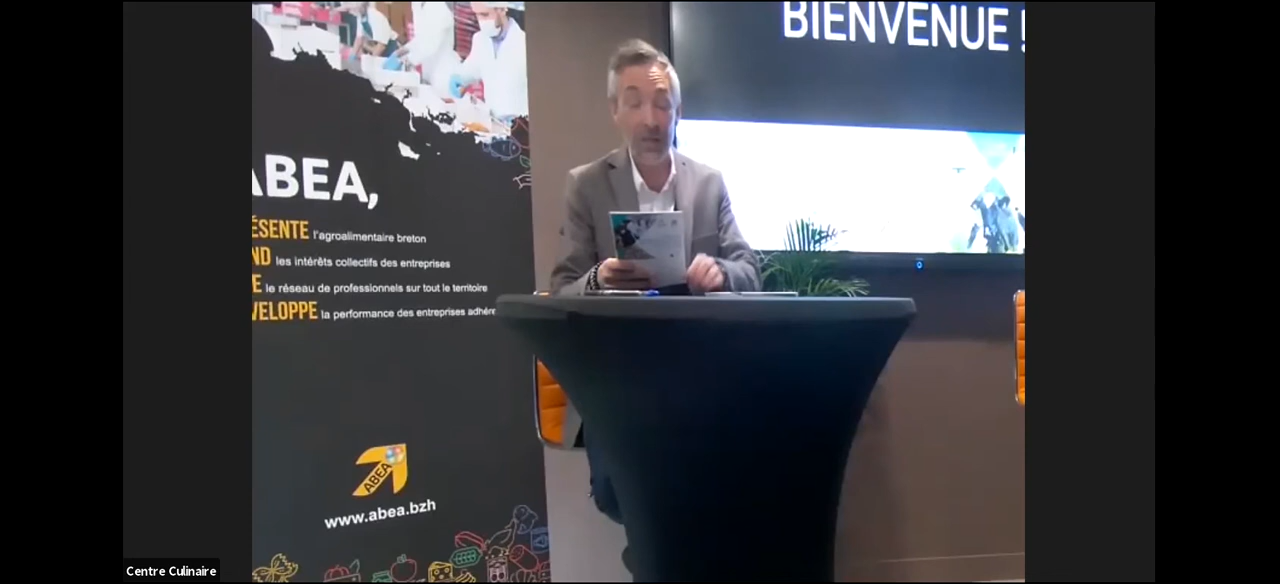 BIENVENUE !
ABEA,
ÉSENTE l'agroalimentaire breton
ND les intérêts collectifs des entreprises
E le réseau de professionnels sur tout le territoire
VELOPPE la performance des entreprises adhére
ABEA
www.abea.bzh
Centre Culinaire